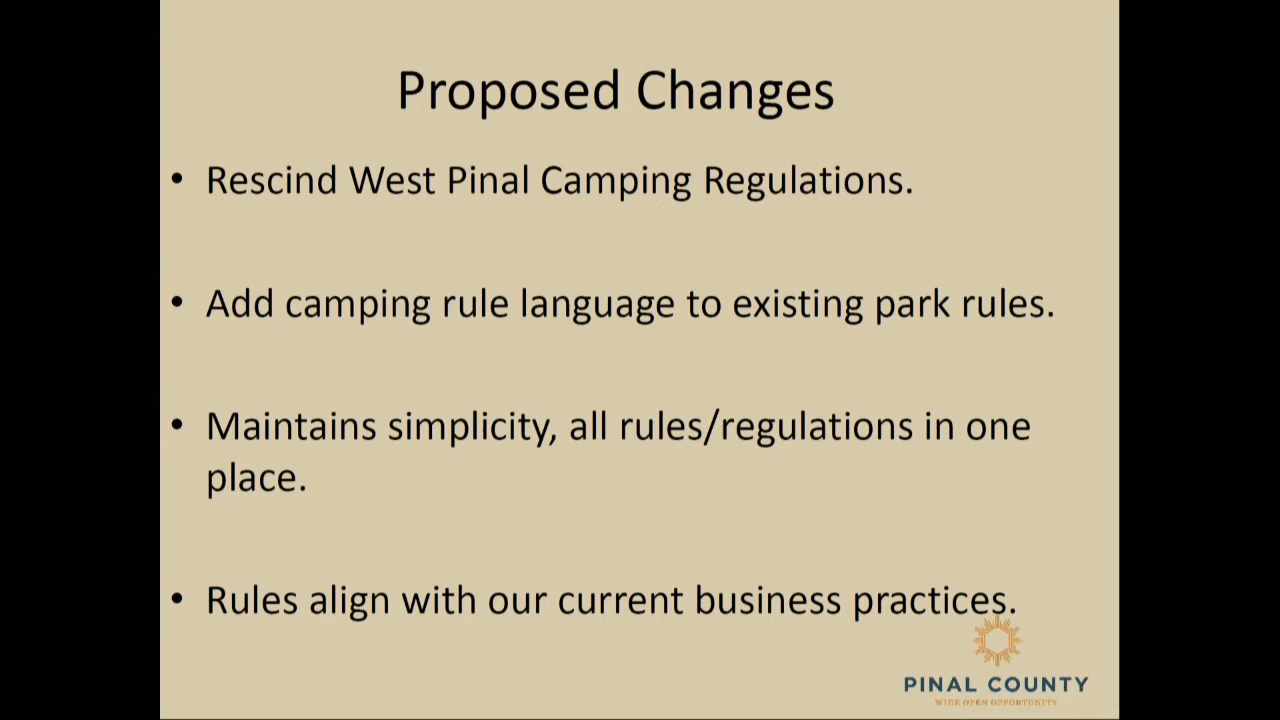 Proposed Changes
• Rescind West Pinal Camping Regulations.
• Add camping rule language to existing park rules.
• Maintains simplicity, all rules/regulations in one
place.
• Rules align with our current business practices.
PINAL COUNTY
WIDE OPEN OPPORTUNITY